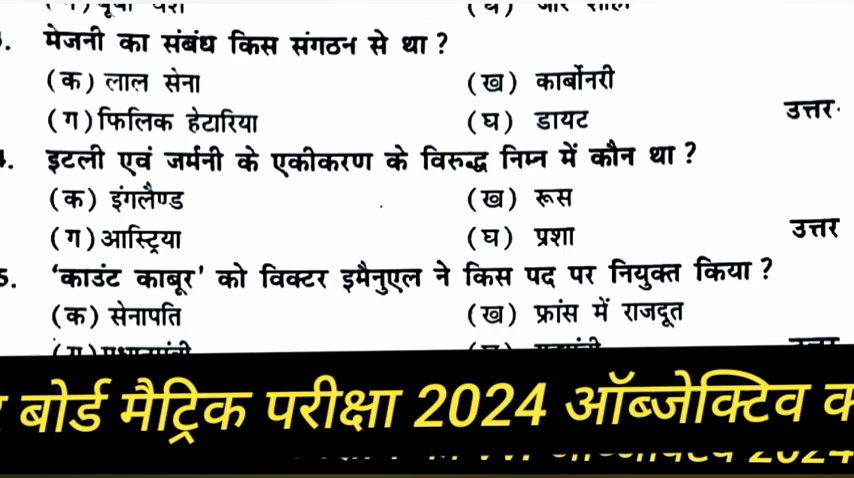 मेजनी का संबंध किस संगठन से था ?
(क) लाल सेना (ख) कार्बोनरी
(ग) फिलिक हेटारिया (घ) डायट उत्तर
इटली एवं जर्मनी के एकीकरण के विरुद्ध निम्न में कौन था ?
(क) इंगलैण्ड (ख) रूस
(ग) आस्ट्रिया (घ) प्रशा उत्तर
5. 'काउंट काबूर' को विक्टर इमैनुएल ने किस पद पर नियुक्त किया ?
(क) सेनापति (ख) फ्रांस में राजदूत
बोर्ड मैट्रिक परीक्षा 2024 ऑब्जेक्टिव